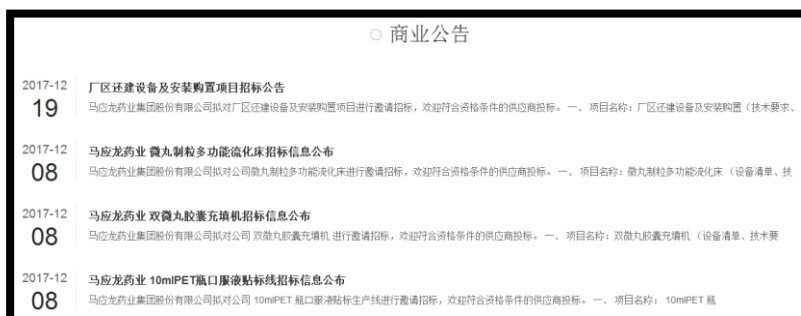 商业公告
2017-12
19
厂区还建设备及安装购置项目招标公告
马应龙药业集团股份有限公司拟对厂区还建设备及安装购置项目进行邀请招标，欢迎符合资格条件的供应商投标。 一、 项目名称：厂区还建设备及安装购置（技术要求、
2017-12
08
马应龙药业 微丸制粒多功能流化床招标信息公布
马应龙药业集团股份有限公司拟对公司微丸制粒多功能流化床进行邀请招标，欢迎符合资格条件的供应商投标。 一、 项目名称：微丸制粒多功能流化床 （设备清单、技
2017-12
08
马应龙药业 双微丸胶囊充填机招标信息公布
马应龙药业集团股份有限公司拟对公司 双微丸胶囊充填机 进行邀请招标，欢迎符合资格条件的供应商投标。 一、 项目名称：双微丸胶囊充填机 （设备清单、技术要
2017-12
08
马应龙药业 10mlPET瓶口服液贴标线招标信息公布
马应龙药业集团股份有限公司拟对公司 10mlPET 瓶口服液贴标生产线进行邀请招标，欢迎符合资格条件的供应商投标。 一、 项目名称： 10mlPET 瓶